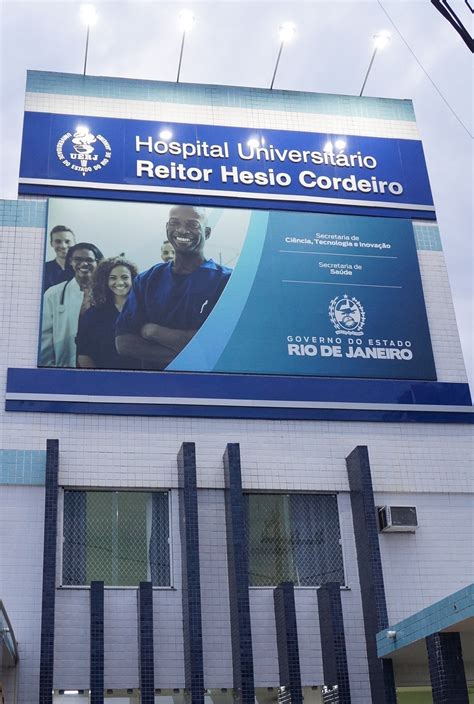 UERJ
Hospital Universitário
Reitor Hesio Cordeiro
Secretaria de
Ciência, Tecnologia e Inovação
Secretaria de
Saúde
GOVERNO DO ESTADO
RIO DE JANEIRO